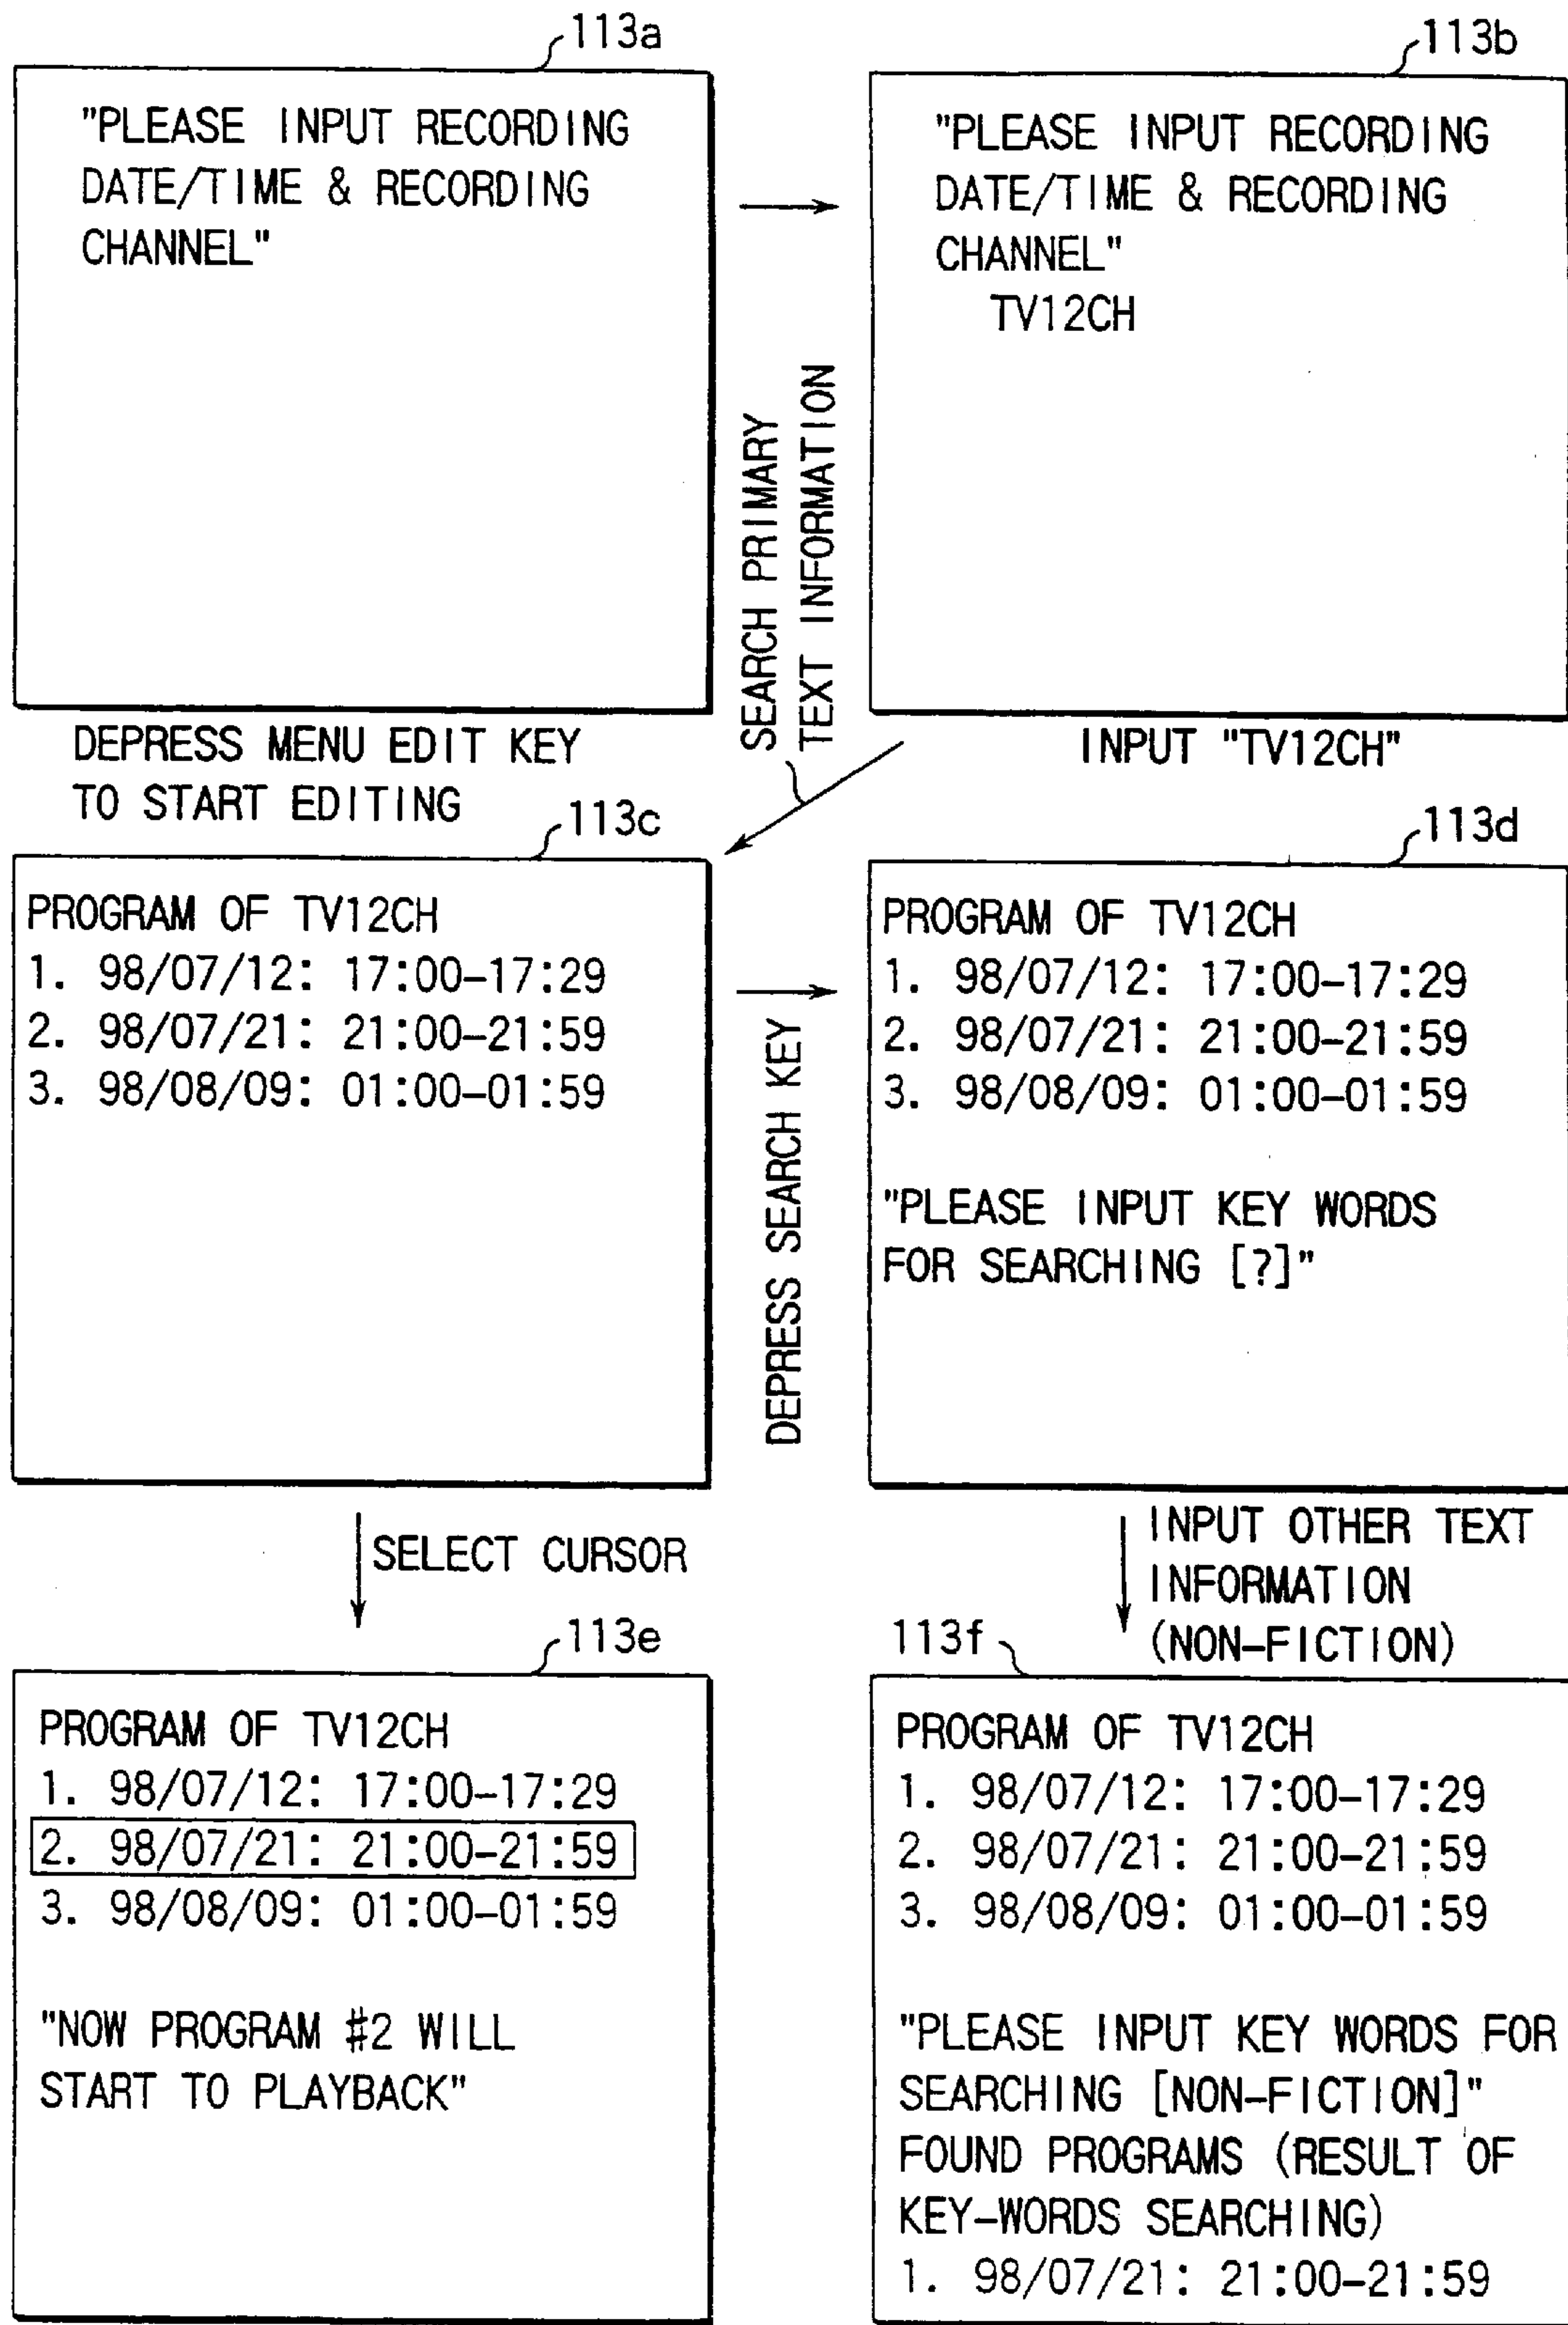 113a
"PLEASE INPUT RECORDING
DATE/TIME & RECORDING
CHANNEL"
DEPRESS MENU EDIT KEY
TO START EDITING
113b
"PLEASE INPUT RECORDING
DATE/TIME & RECORDING
CHANNEL"
TV12CH
INPUT "TV12CH"
SEARCH PRIMARY
TEXT INFORMATION
113c
PROGRAM OF TV12CH
1. 98/07/12: 17:00-17:29
2. 98/07/21: 21:00-21:59
3. 98/08/09: 01:00-01:59
DEPRESS SEARCH KEY
113d
PROGRAM OF TV12CH
1. 98/07/12: 17:00-17:29
2. 98/07/21: 21:00-21:59
3. 98/08/09: 01:00-01:59
"PLEASE INPUT KEY WORDS
FOR SEARCHING [?]"
SELECT CURSOR
INPUT OTHER TEXT
INFORMATION
(NON-FICTION)
113e
PROGRAM OF TV12CH
1. 98/07/12: 17:00-17:29
2. 98/07/21: 21:00-21:59
3. 98/08/09: 01:00-01:59
"NOW PROGRAM #2 WILL
START TO PLAYBACK"
113f
PROGRAM OF TV12CH
1. 98/07/12: 17:00-17:29
2. 98/07/21: 21:00-21:59
3. 98/08/09: 01:00-01:59
"PLEASE INPUT KEY WORDS FOR
SEARCHING [NON-FICTION]"
FOUND PROGRAMS (RESULT OF
KEY-WORDS SEARCHING)
1. 98/07/21: 21:00-21:59